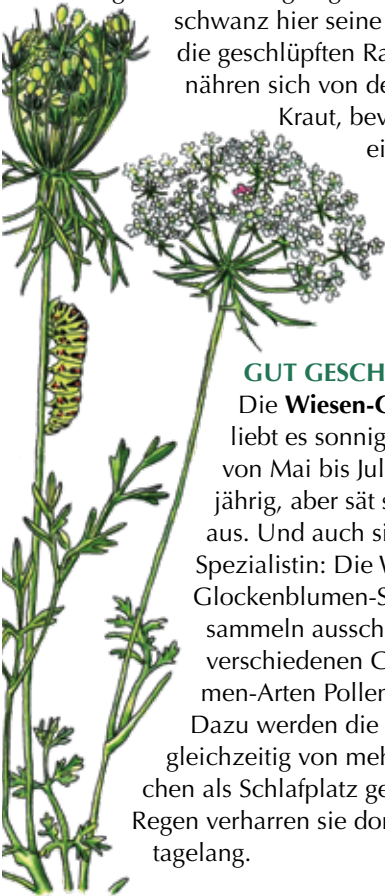 schwanz hier seine
die geschlüpften Ra
nähren sich von de
Kraut, bev
ei
GUT GESCH
Die Wiesen-G
liebt es sonnig
von Mai bis Jul
jährig, aber sät s
aus. Und auch si
Spezialistin: Die W
Glockenblumen-S
sammeln aussch
verschiedenen G
men-Arten Pollen
Dazu werden die
gleichzeitig von meh
chen als Schlafplatz ge
Regen verharren sie dor
tagelang.